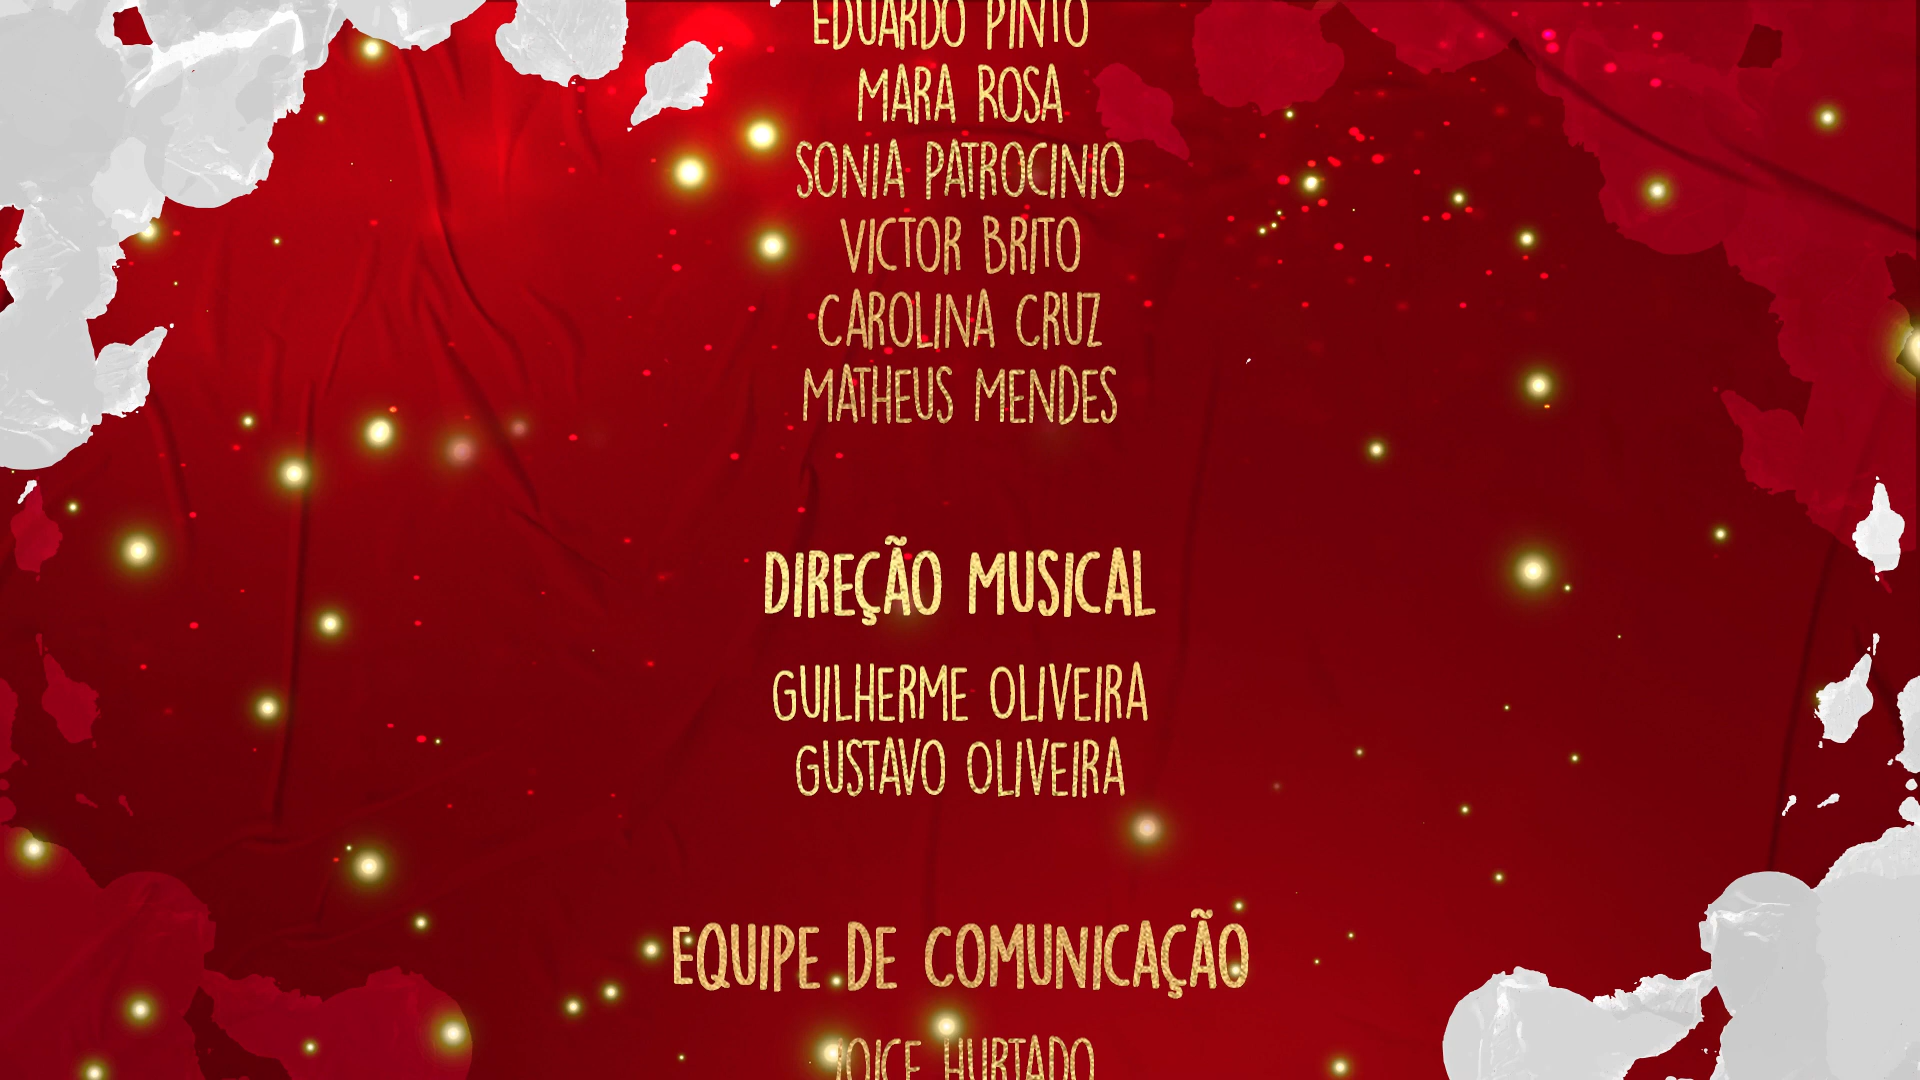 EDUARDO PINTO
MARA ROSA
SONIA PATROCINIO
VICTOR BRITO
CAROLINA CRUZ
MATHEUS MENDES
DIREÇÃO MUSICAL
GUILHERME OLIVEIRA
GUSTAVO OLIVEIRA
EQUIPE DE COMUNICAÇÃO
JOICE HURTADO